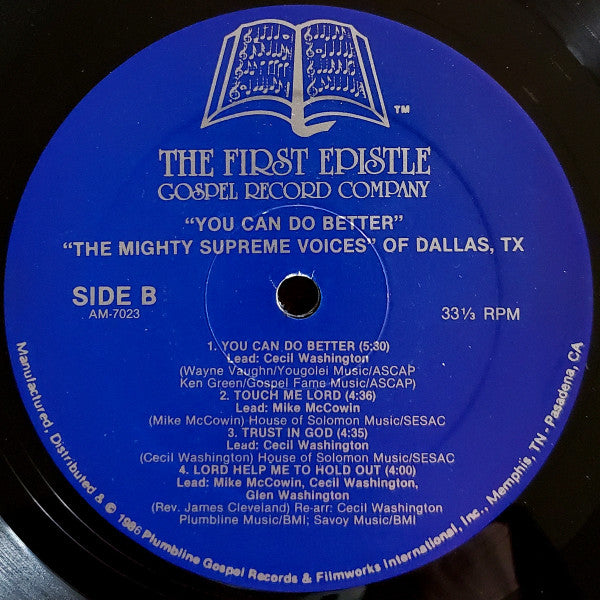 TM
THE FIRST EPISTLE
GOSPEL RECORD COMPANY
"YOU CAN DO BETTER"
"THE MIGHTY SUPREME VOICES" OF DALLAS, TX
SIDE B
AM-7023
33⅓ RPM
1. YOU CAN DO BETTER (5:30)
Lead: Cecil Washington
(Wayne Vaughn/Yougolei Music/ASCAP
Ken Green/Gospel Fame Music/ASCAP)
2. TOUCH ME LORD (4:36)
Lead: Mike McCowin
(Mike McCowin) House of Solomon Music/SESAC
3. TRUST IN GOD (4:35)
Lead: Cecil Washington
(Cecil Washington) House of Solomon Music/SESAC
4. LORD HELP ME TO HOLD OUT (4:00)
Lead: Mike McCowin, Cecil Washington,
Glen Washington
(Rev. James Cleveland) Re-arr: Cecil Washington
Plumbline Music/BMI; Savoy Music/BMI
Manufactured, Distributed & © 1986 Plumbline Gospel Records & Filmworks International, Inc., Memphis, TN - Pasadena, CA